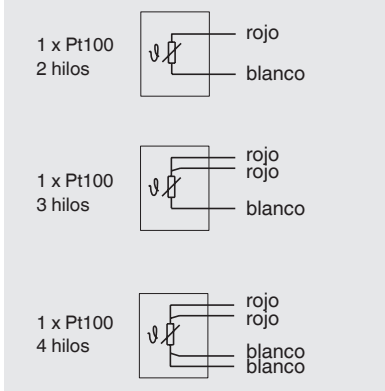 1 x Pt100
2 hilos
rojo
blanco
ϑ
1 x Pt100
3 hilos
rojo
rojo
blanco
ϑ
1 x Pt100
4 hilos
rojo
rojo
blanco
blanco
ϑ